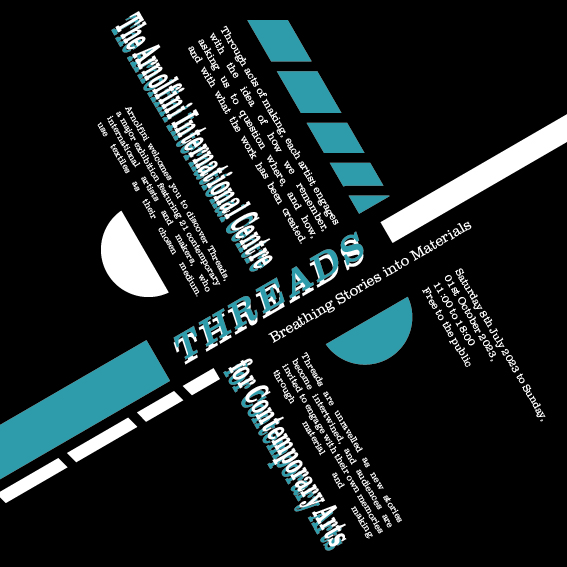 The Arnolfini International Centre
Through acts of making, each artist engages
with the idea of how we remember,
asking us to question where, and how,
and with what the work has been created.
Arnolfini welcomes you to discover Threads,
a major exhibition featuring 21 contemporary
international artists and makers, who
use textiles as their chosen medium.
THREADS
Breathing Stories into Materials
Saturday 8th July 2023 to Sunday,
01st October 2023,
11:00 to 18:00
Free to the public
for Contemporary Arts
Threads are unravelled as new stories
become intertwined, and audiences are
invited to engage with their own memories
through material and making